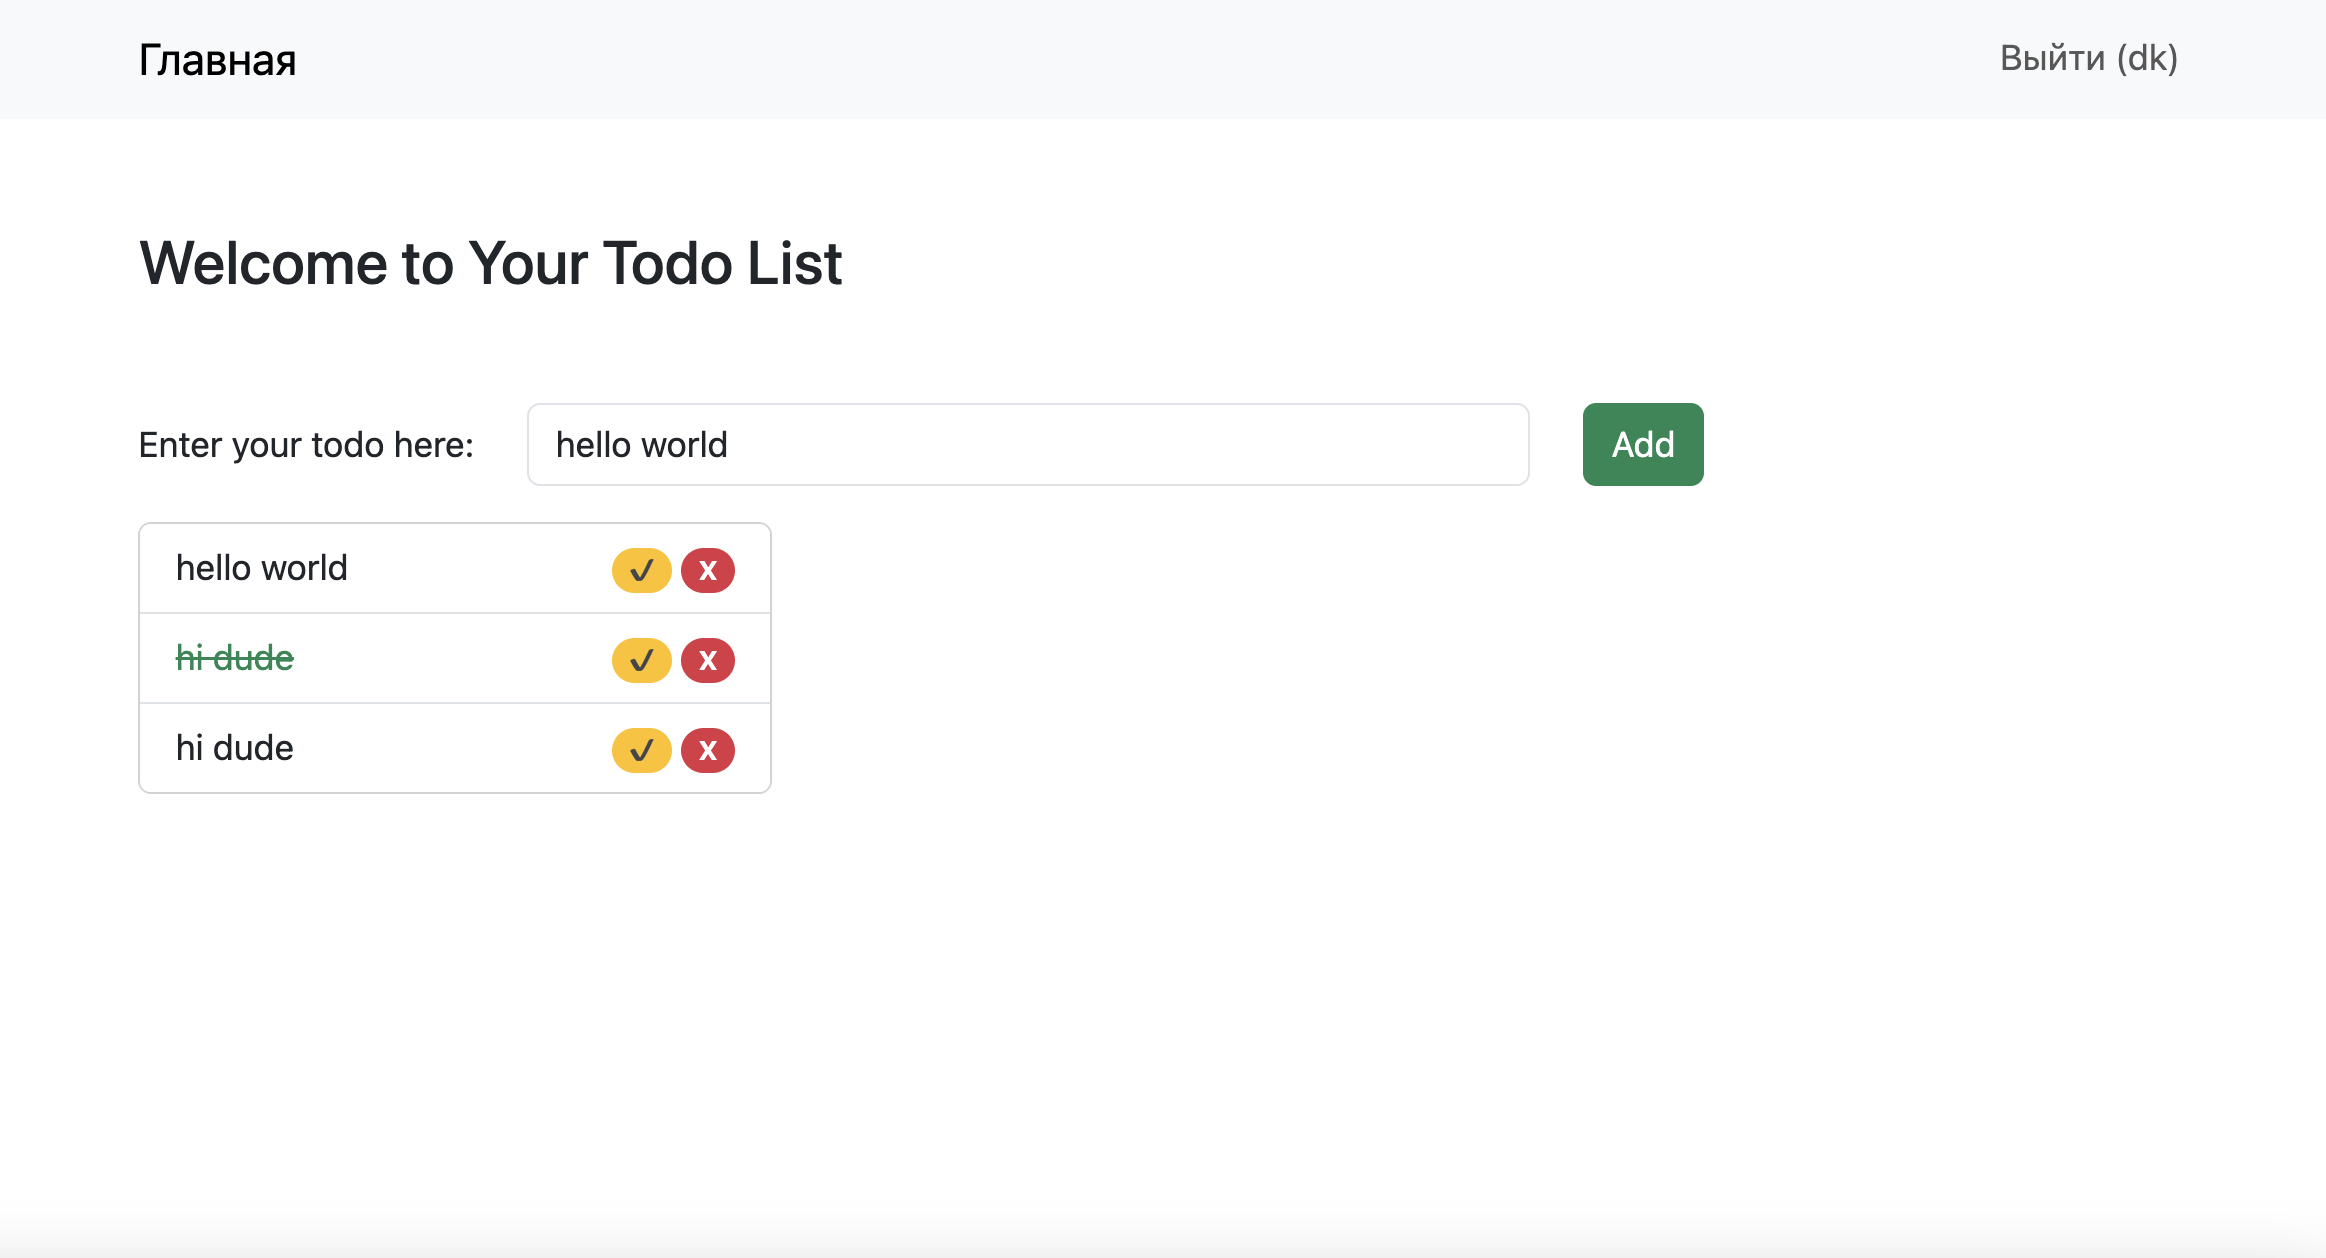 Главная
Выйти (dk)
Welcome to Your Todo List
Enter your todo here: hello world Add
hello world ✔ X
hi dude ✔ X
hi dude ✔ X